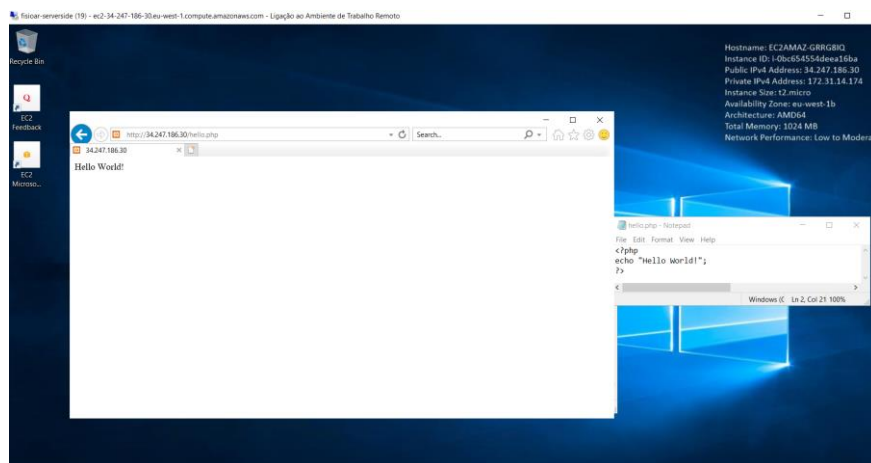 fisioar-serverside (19) - ec2-34-247-186-30.eu-west-1.compute.amazonaws.com - Ligação ao Ambiente de Trabalho Remoto
Recycle Bin
EC2
Feedback
EC2
Microso...
Hostname: EC2AMAZ-GRRG8IQ
Instance ID: i-0bc654554deea16ba
Public IPv4 Address: 34.247.186.30
Private IPv4 Address: 172.31.14.174
Instance Size: t2.micro
Availability Zone: eu-west-1b
Architecture: AMD64
Total Memory: 1024 MB
Network Performance: Low to Modera
http://34.247.186.30/hello.php
Search...
34.247.186.30
Hello World!
hello.php - Notepad
File Edit Format View Help
<?php
echo "Hello World!";
?>
Windows (C Ln 2, Col 21 100%